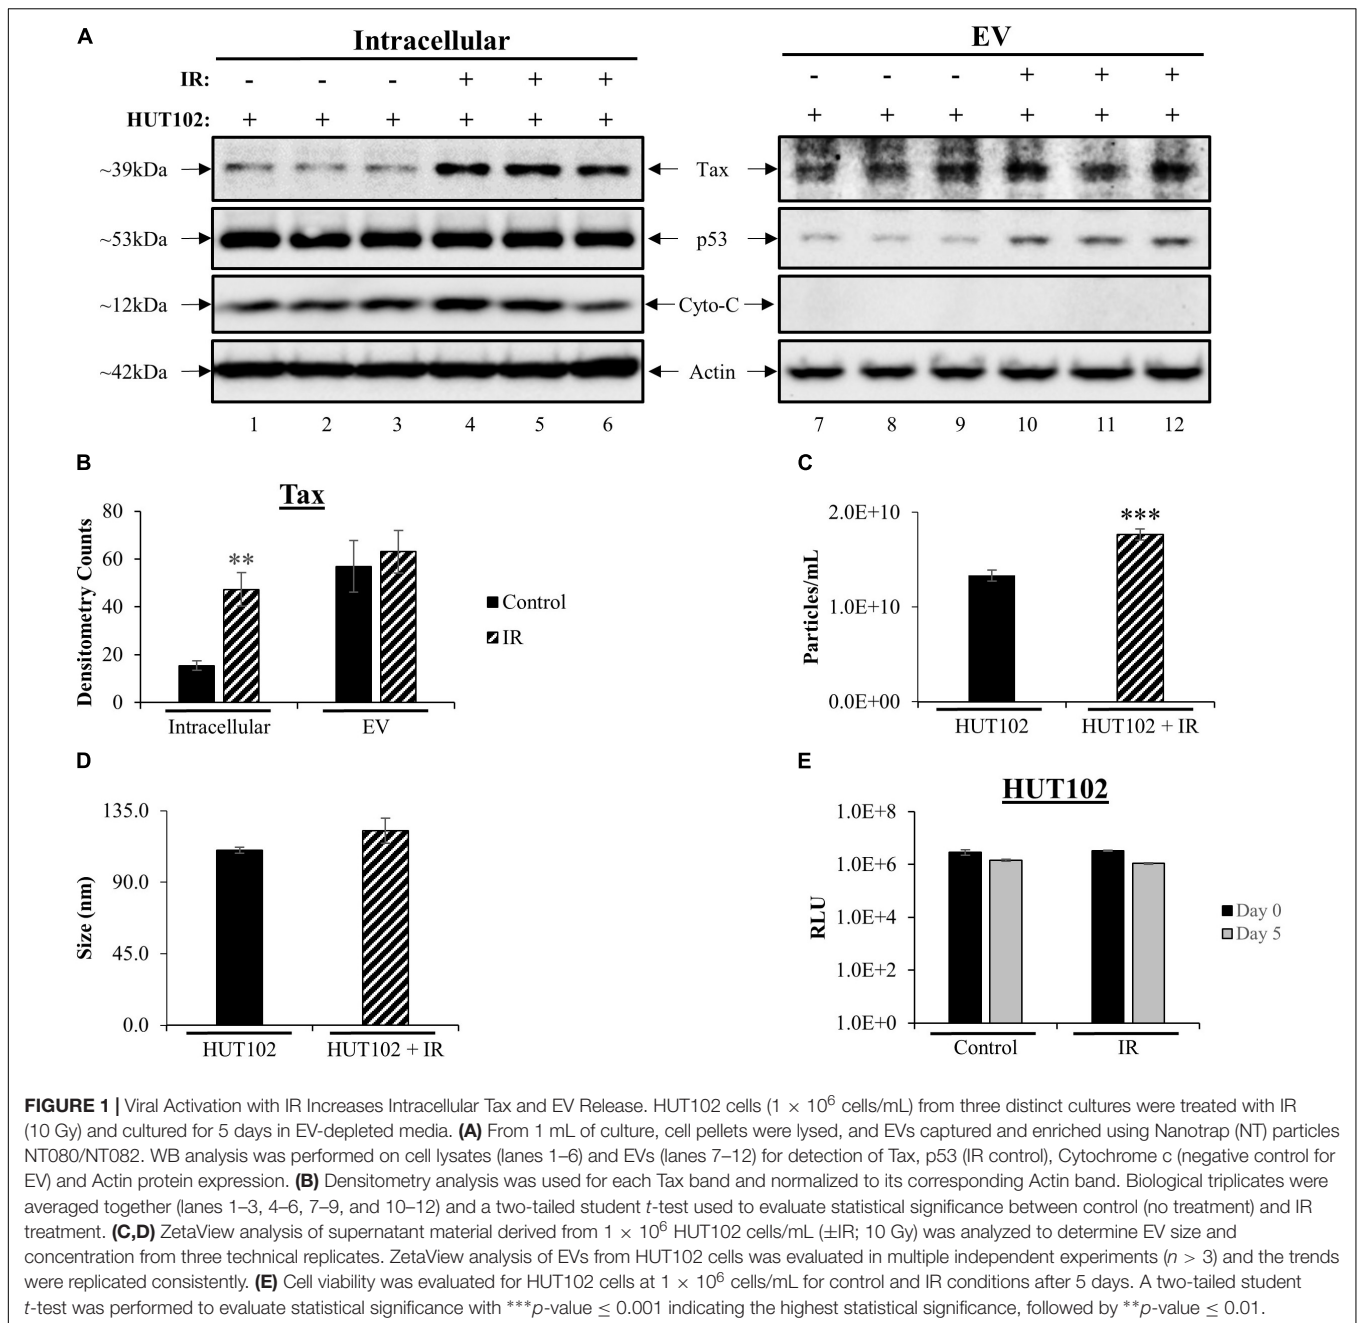 A
Intracellular
EV
IR: - - - + + +
- - - + + +
HUT102: + + + + + +
+ + + + + +
~39kDa Tax
~53kDa p53
~12kDa Cyto-C
~42kDa Actin
1 2 3 4 5 6
7 8 9 10 11 12
B
Tax
Densitometry Counts
80
60
40
20
0
**
Intracellular
EV
Control
IR
C
Particles/mL
2.0E+10
1.0E+10
0.0E+00
***
HUT102
HUT102 + IR
D
Size (nm)
135.0
90.0
45.0
0.0
HUT102
HUT102 + IR
E
HUT102
RLU
1.0E+8
1.0E+6
1.0E+4
1.0E+2
1.0E+0
Control
IR
Day 0
Day 5
FIGURE 1 | Viral Activation with IR Increases Intracellular Tax and EV Release. HUT102 cells (1 × 10⁶ cells/mL) from three distinct cultures were treated with IR
(10 Gy) and cultured for 5 days in EV-depleted media. (A) From 1 mL of culture, cell pellets were lysed, and EVs captured and enriched using Nanotrap (NT) particles
NT080/NT082. WB analysis was performed on cell lysates (lanes 1–6) and EVs (lanes 7–12) for detection of Tax, p53 (IR control), Cytochrome c (negative control for
EV) and Actin protein expression. (B) Densitometry analysis was used for each Tax band and normalized to its corresponding Actin band. Biological triplicates were
averaged together (lanes 1–3, 4–6, 7–9, and 10–12) and a two-tailed student t-test used to evaluate statistical significance between control (no treatment) and IR
treatment. (C,D) ZetaView analysis of supernatant material derived from 1 × 10⁶ HUT102 cells/mL (±IR; 10 Gy) was analyzed to determine EV size and
concentration from three technical replicates. ZetaView analysis of EVs from HUT102 cells was evaluated in multiple independent experiments (n > 3) and the trends
were replicated consistently. (E) Cell viability was evaluated for HUT102 cells at 1 × 10⁶ cells/mL for control and IR conditions after 5 days. A two-tailed student
t-test was performed to evaluate statistical significance with ***p-value ≤ 0.001 indicating the highest statistical significance, followed by **p-value ≤ 0.01.